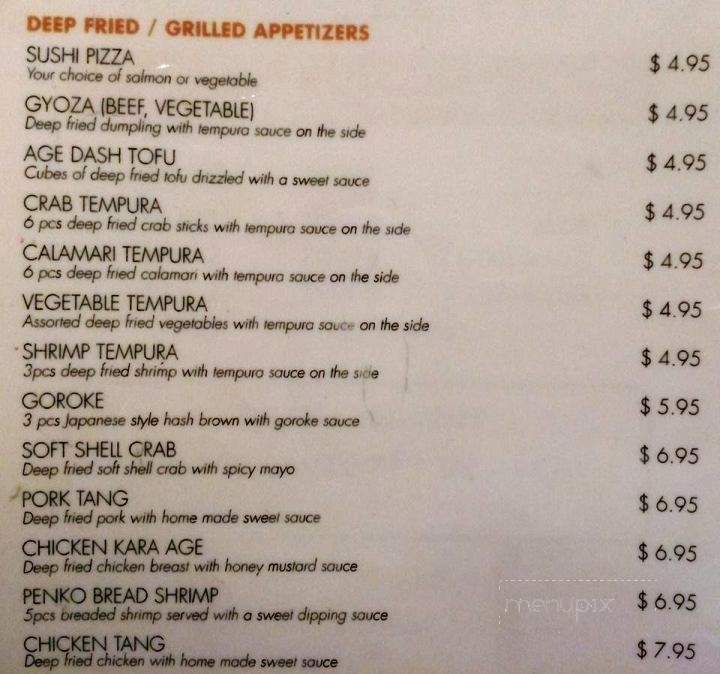 DEEP FRIED / GRILLED APPETIZERS
SUSHI PIZZA $ 4.95
Your choice of salmon or vegetable
GYOZA (BEEF, VEGETABLE) $ 4.95
Deep fried dumpling with tempura sauce on the side
AGE DASH TOFU $ 4.95
Cubes of deep fried tofu drizzled with a sweet sauce
CRAB TEMPURA $ 4.95
6 pcs deep fried crab sticks with tempura sauce on the side
CALAMARI TEMPURA $ 4.95
6 pcs deep fried calamari with tempura sauce on the side
VEGETABLE TEMPURA $ 4.95
Assorted deep fried vegetables with tempura sauce on the side
SHRIMP TEMPURA $ 4.95
3pcs deep fried shrimp with tempura sauce on the side
GOROKE $ 5.95
3 pcs Japanese style hash brown with goroke sauce
SOFT SHELL CRAB $ 6.95
Deep fried soft shell crab with spicy mayo
PORK TANG $ 6.95
Deep fried pork with home made sweet sauce
CHICKEN KARA AGE $ 6.95
Deep fried chicken breast with honey mustard sauce
PENKO BREAD SHRIMP $ 6.95
5pcs breaded shrimp served with a sweet dipping sauce
menupix
CHICKEN TANG $ 7.95
Deep fried chicken with home made sweet sauce